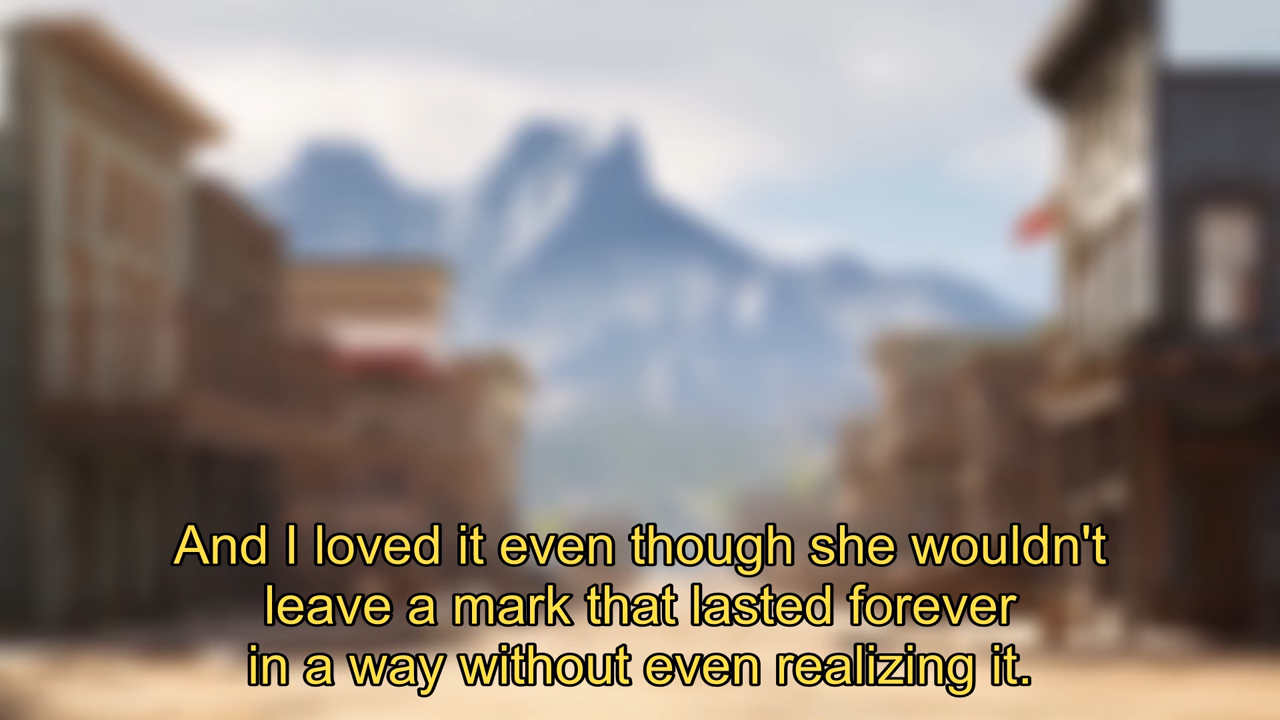 And I loved it even though she wouldn't
leave a mark that lasted forever
in a way without even realizing it.